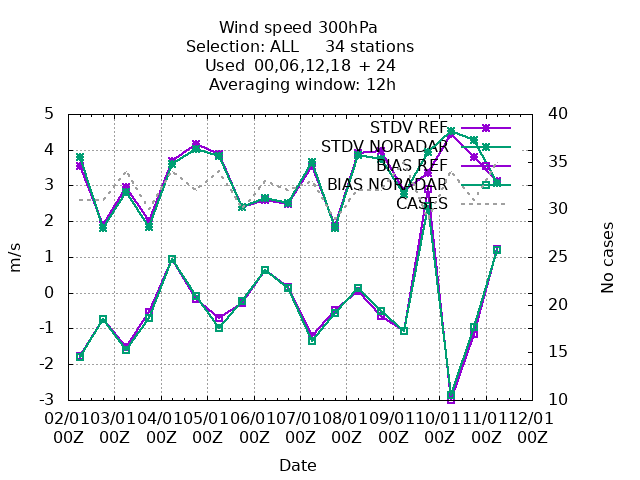 Wind speed 300hPa
Selection: ALL 34 stations
Used 00,06,12,18 + 24
Averaging window: 12h
5 40
STDV REF
4 STDV NORADAR 35
BIAS REF
3 BIAS NORADAR
CASES 30
2
1 25
m/s
No cases
0 20
-1
-2 15
-3 10
02/01 03/01 04/01 05/01 06/01 07/01 08/01 09/01 10/01 11/01 12/01
00Z 00Z 00Z 00Z 00Z 00Z 00Z 00Z 00Z 00Z 00Z
Date